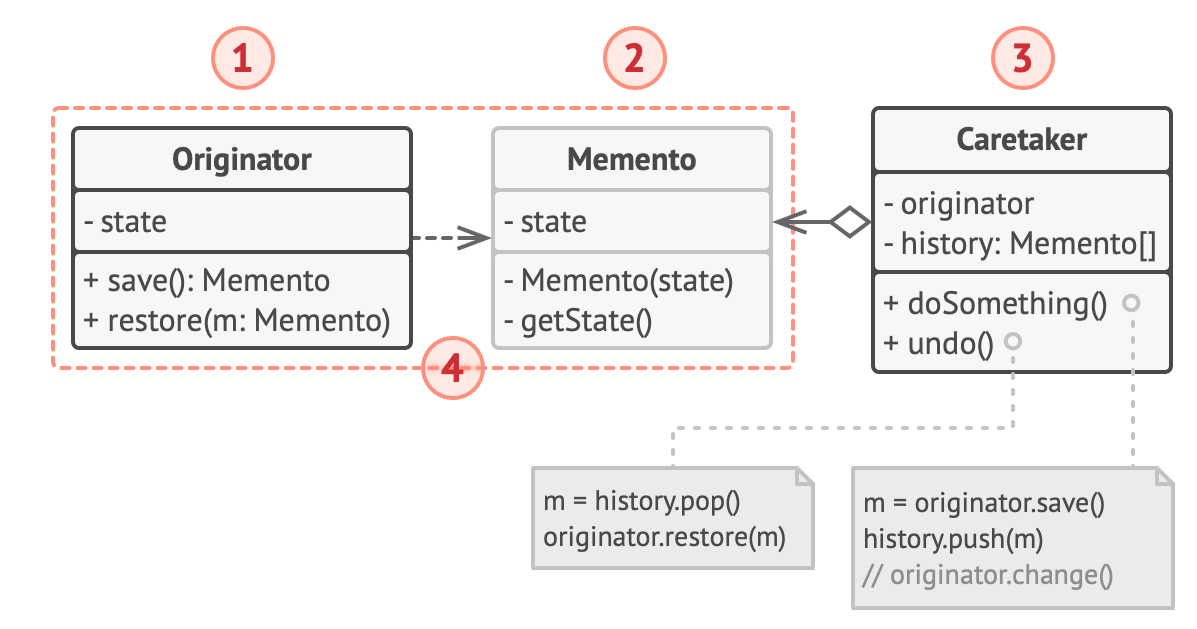 1
2
3
Originator
- state
+ save(): Memento
+ restore(m: Memento)
Memento
- state
- Memento(state)
- getState()
Caretaker
- originator
- history: Memento[]
+ doSomething()
+ undo()
4
m = history.pop()
originator.restore(m)
m = originator.save()
history.push(m)
// originator.change()